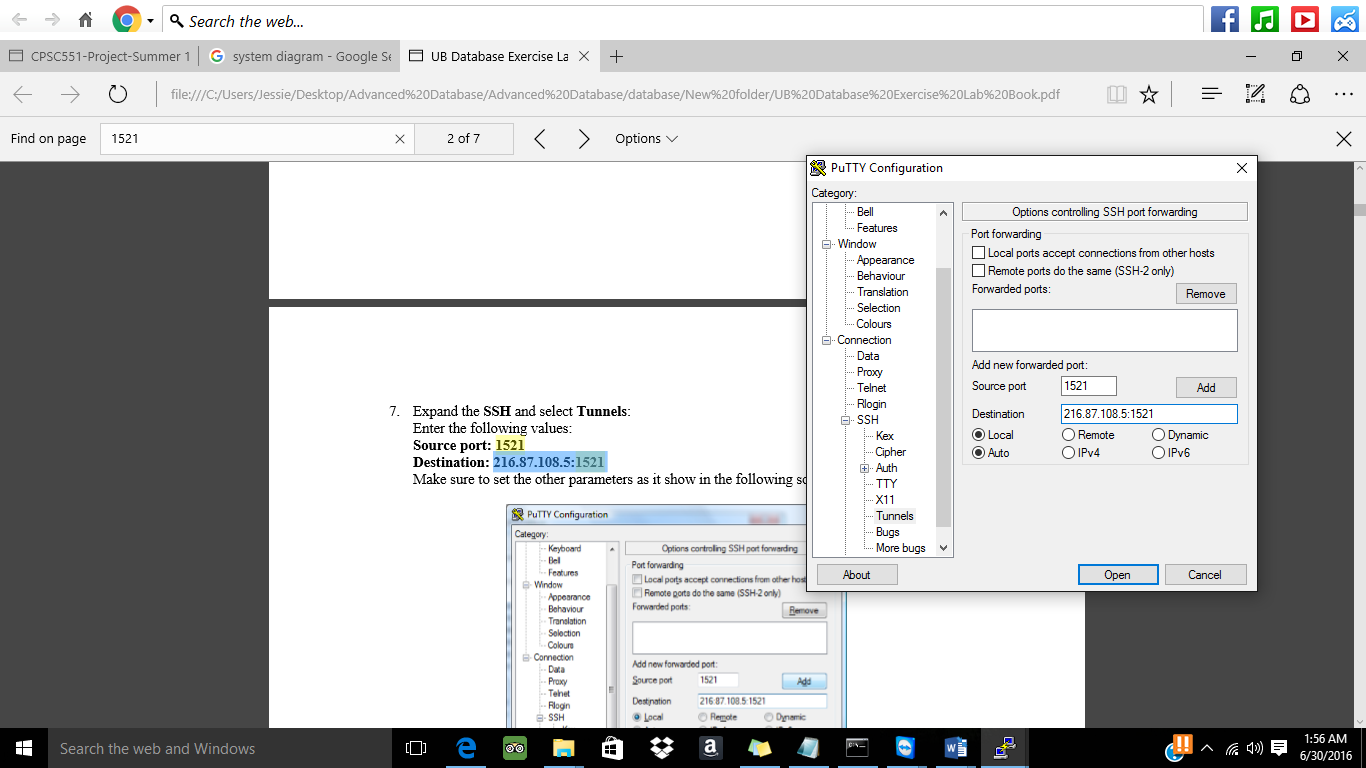 Search the web...
CPSC551-Project-Summer 1
system diagram - Google Se
UB Database Exercise La
file:///C:/Users/Jessie/Desktop/Advanced%20Database/Advanced%20Database/database/New%20folder/UB%20Database%20Exercise%20Lab%20Book.pdf
Find on page
1521
2 of 7
Options
7. Expand the SSH and select Tunnels:
Enter the following values:
Source port: 1521
Destination: 216.87.108.5:1521
Make sure to set the other parameters as it show in the following sc
PuTTY Configuration
Category:
Keyboard
Bell
Features
Window
Appearance
Behaviour
Translation
Selection
Colours
Connection
Data
Proxy
Telnet
Rlogin
SSH
Options controlling SSH port forwarding
Port forwarding
Local ports accept connections from other host
Remote ports do the same (SSH-2 only)
Forwarded ports:
Remove
Add new forwarded port:
Source port
1521
Add
Destination
216.87.108.5:1521
Local
Remote
Dynamic
PuTTY Configuration
Category:
Bell
Features
Window
Appearance
Behaviour
Translation
Selection
Colours
Connection
Data
Proxy
Telnet
Rlogin
SSH
Kex
Cipher
Auth
TTY
X11
Tunnels
Bugs
More bugs
Options controlling SSH port forwarding
Port forwarding
Local ports accept connections from other hosts
Remote ports do the same (SSH-2 only)
Forwarded ports:
Remove
Add new forwarded port:
Source port
1521
Add
Destination
216.87.108.5:1521
Local
Remote
Dynamic
Auto
IPv4
IPv6
About
Open
Cancel
Search the web and Windows
1:56 AM
6/30/2016